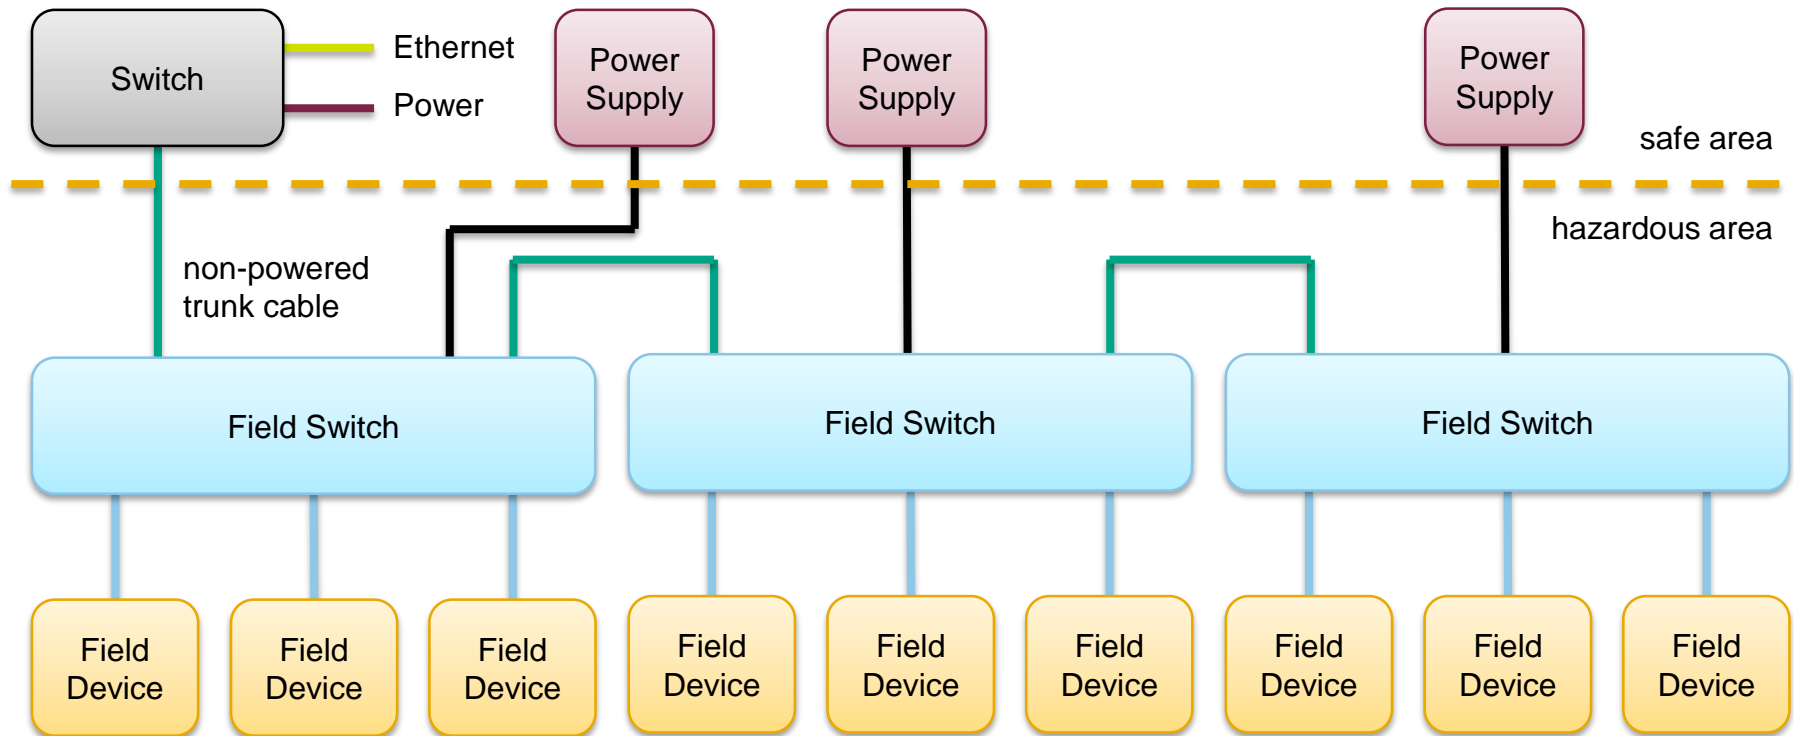 Switch
Ethernet
Power
Power
Supply
Power
Supply
Power
Supply
safe area
hazardous area
non-powered
trunk cable
Field Switch
Field Switch
Field Switch
Field
Device
Field
Device
Field
Device
Field
Device
Field
Device
Field
Device
Field
Device
Field
Device
Field
Device